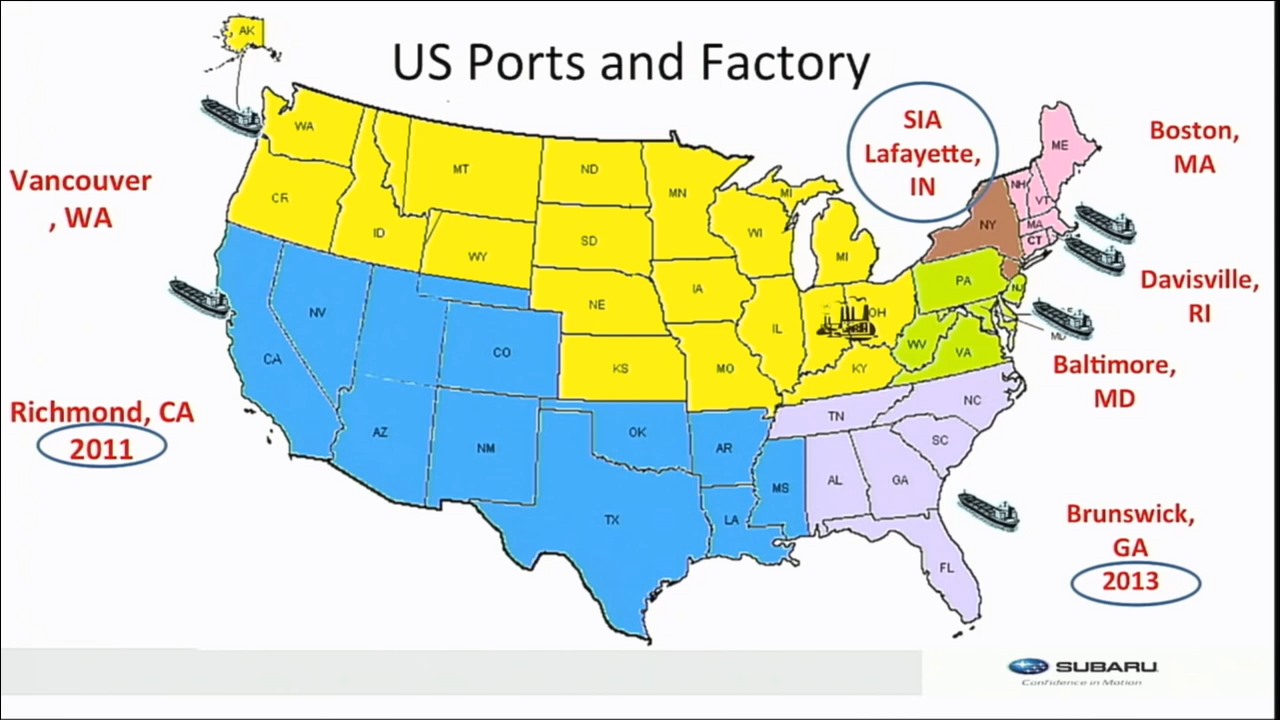 AK
US Ports and Factory
SIA
Lafayette,
IN
Boston,
MA
Vancouver
, WA
Davisville,
RI
Baltimore,
MD
Richmond, CA
2011
Brunswick,
GA
2013
WA
MT
ND
MN
MI
ME
CR
ID
WY
SD
WI
MI
NY
NH
VT
MA
CT
NV
NE
IA
IL
OH
PA
NJ
CA
CO
KS
MO
KY
WV
VA
MD
AZ
NM
OK
AR
TN
NC
SC
TX
LA
MS
AL
GA
FL
SUBARU
Confidence in Motion